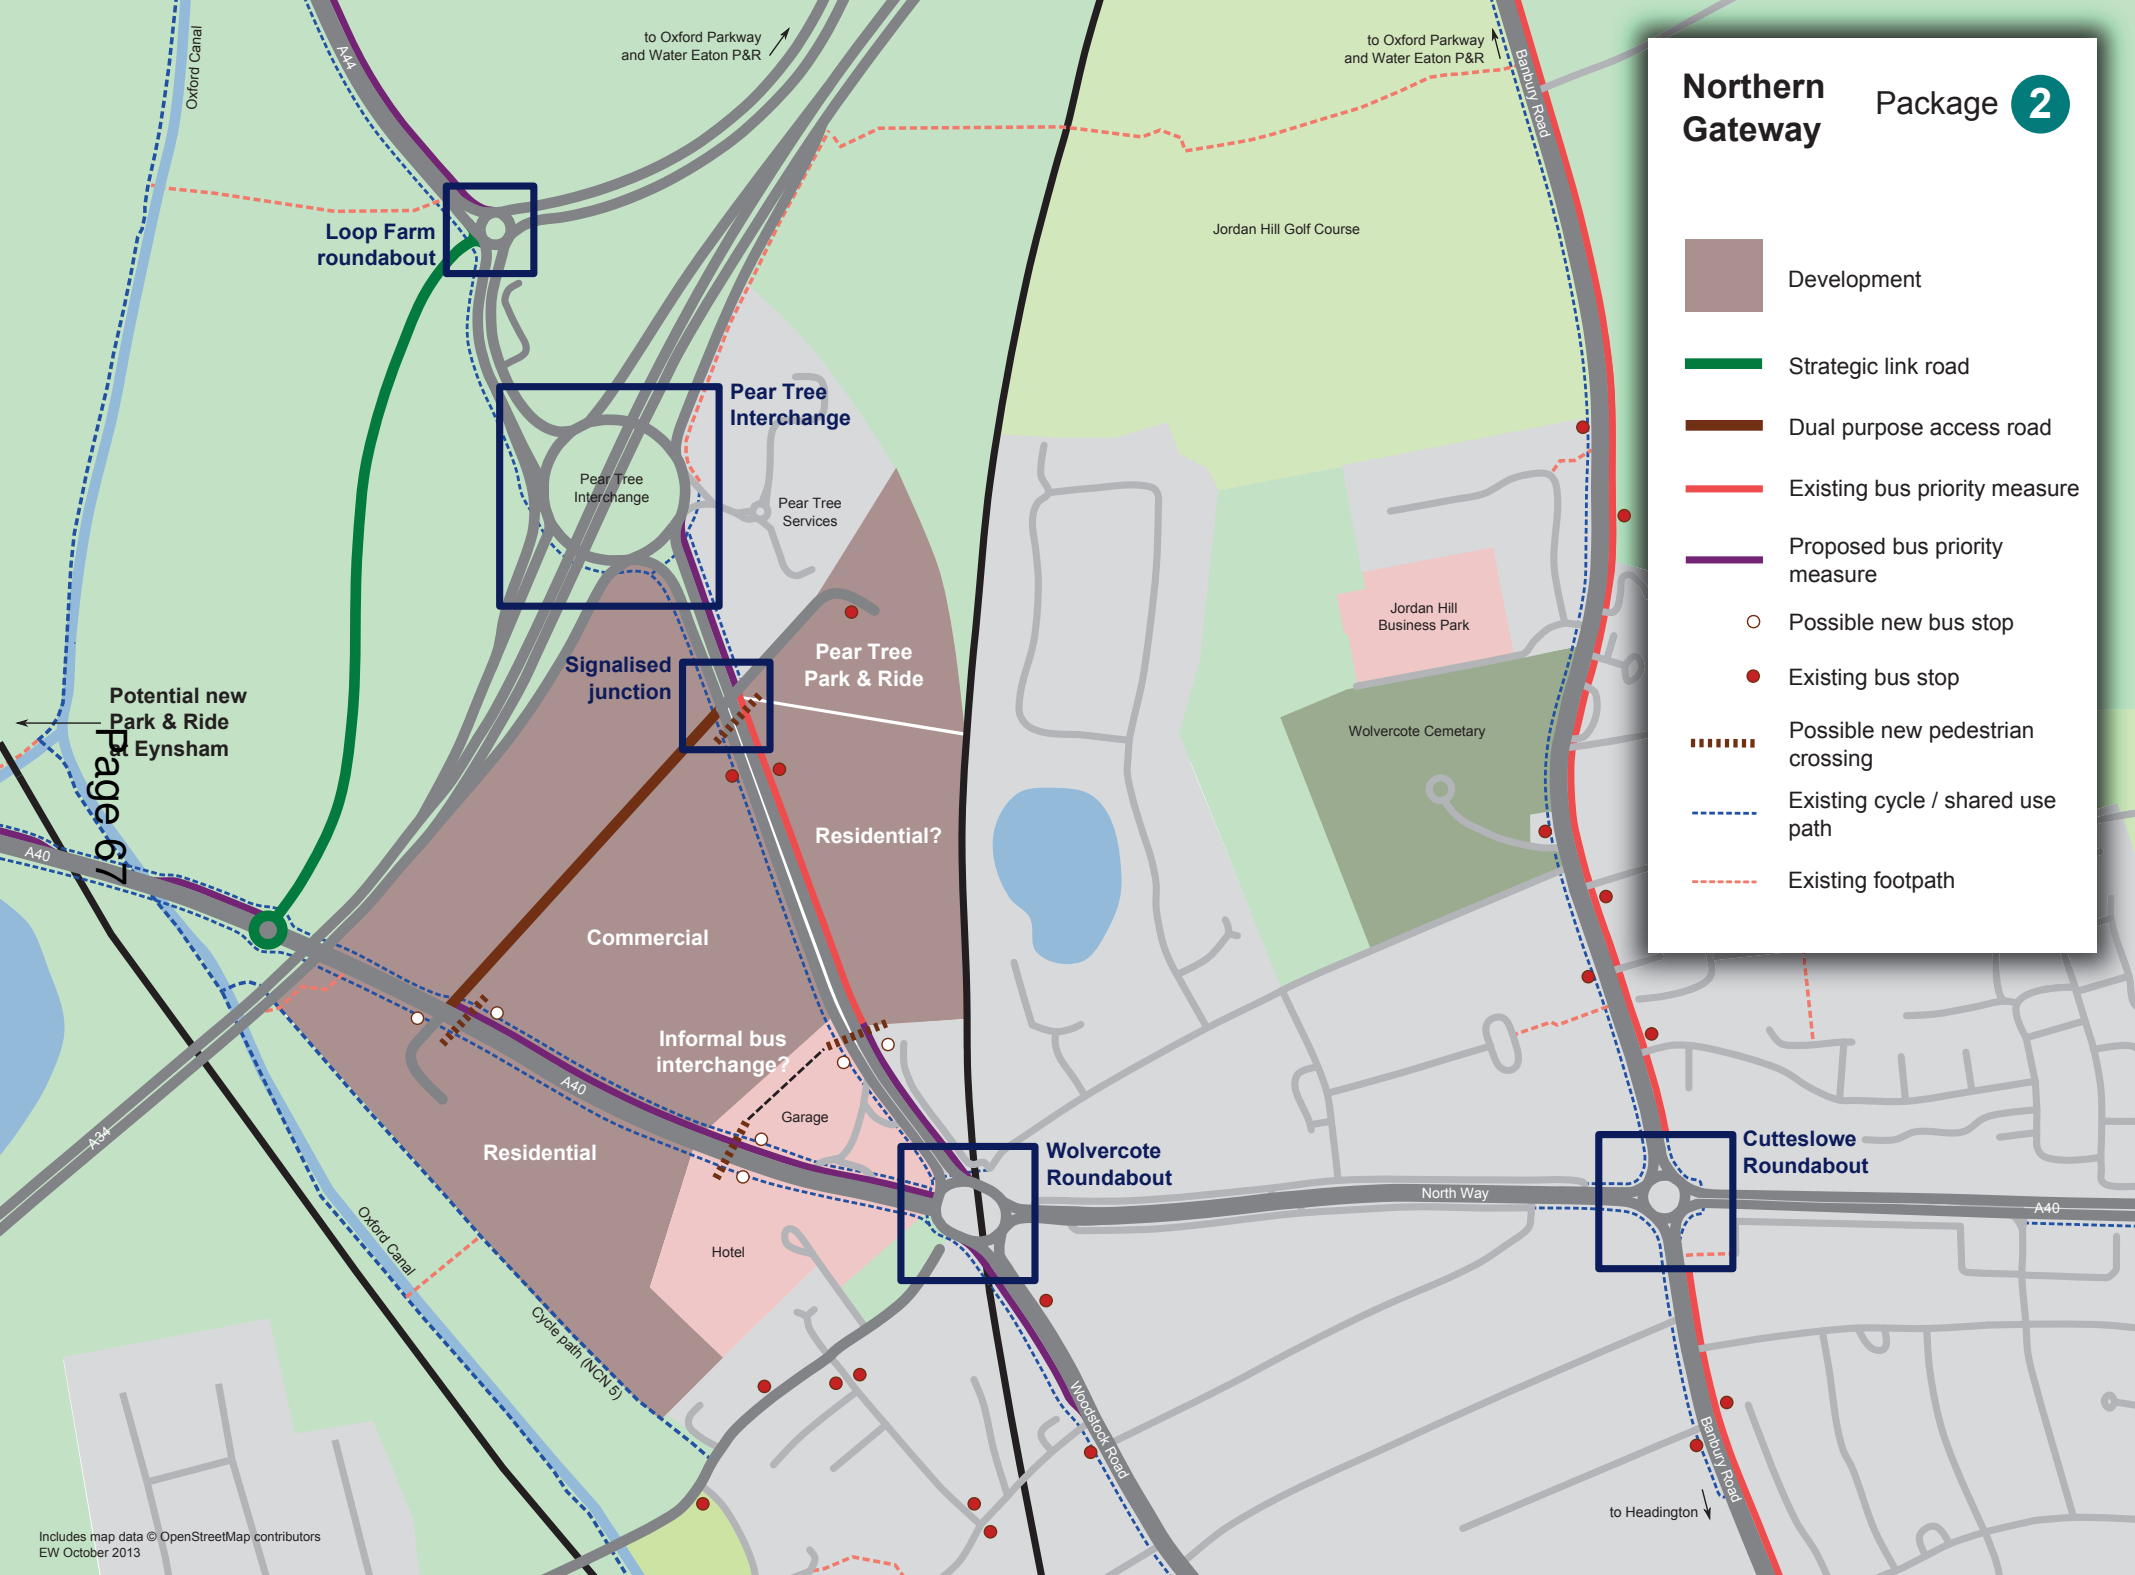 Oxford Canal
A44
to Oxford Parkway
and Water Eaton P&R
to Oxford Parkway
and Water Eaton P&R
Banbury Road
Northern
Gateway
Package 2
Development
Strategic link road
Dual purpose access road
Existing bus priority measure
Proposed bus priority
measure
Possible new bus stop
Existing bus stop
Possible new pedestrian
crossing
Existing cycle / shared use
path
Existing footpath
Loop Farm
roundabout
Jordan Hill Golf Course
Pear Tree
Interchange
Pear Tree
Interchange
Pear Tree
Services
Jordan Hill
Business Park
Signalised
junction
Pear Tree
Park & Ride
Potential new
Park & Ride
at Eynsham
Page 67
Wolvercote Cemetary
Residential?
A40
Commercial
Informal bus
interchange?
A40
Garage
A34
Residential
Wolvercote
Roundabout
Cutteslowe
Roundabout
North Way
A40
Oxford Canal
Hotel
Cycle path (NCN 5)
Woodstock Road
Banbury Road
to Headington
Includes map data © OpenStreetMap contributors
EW October 2013